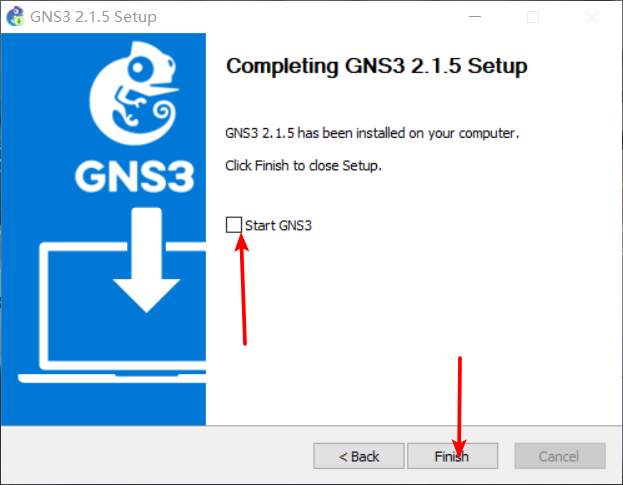 GNS3 2.1.5 Setup
Completing GNS3 2.1.5 Setup
GNS3 2.1.5 has been installed on your computer.
Click Finish to close Setup.
GNS3
Start GNS3
< Back
Finish
Cancel